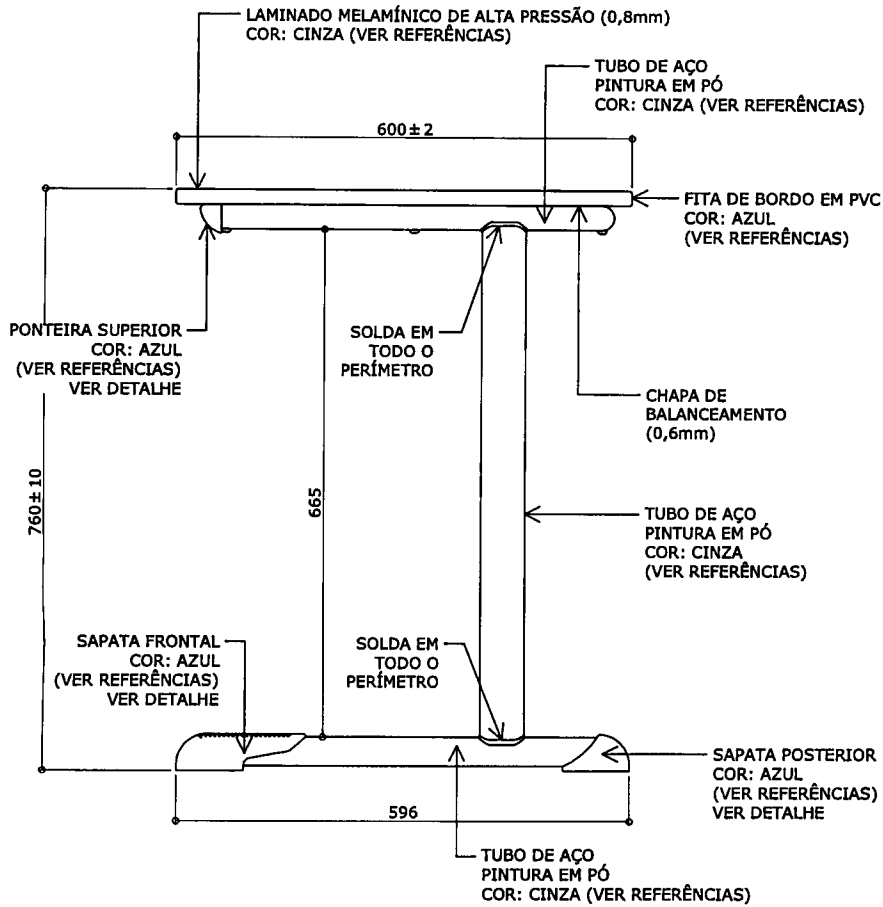 LAMINADO MELAMÍNICO DE ALTA PRESSÃO (0,8mm)
COR: CINZA (VER REFERÊNCIAS)
TUBO DE AÇO
PINTURA EM PÓ
COR: CINZA (VER REFERÊNCIAS)
600±2
FITA DE BORDO EM PVC
COR: AZUL
(VER REFERÊNCIAS)
PONTEIRA SUPERIOR
COR: AZUL
(VER REFERÊNCIAS)
VER DETALHE
SOLDA EM
TODO O
PERÍMETRO
CHAPA DE
BALANCEAMENTO
(0,6mm)
760±10
665
TUBO DE AÇO
PINTURA EM PÓ
COR: CINZA
(VER REFERÊNCIAS)
SAPATA FRONTAL
COR: AZUL
(VER REFERÊNCIAS)
VER DETALHE
SOLDA EM
TODO O
PERÍMETRO
SAPATA POSTERIOR
COR: AZUL
(VER REFERÊNCIAS)
VER DETALHE
596
TUBO DE AÇO
PINTURA EM PÓ
COR: CINZA (VER REFERÊNCIAS)